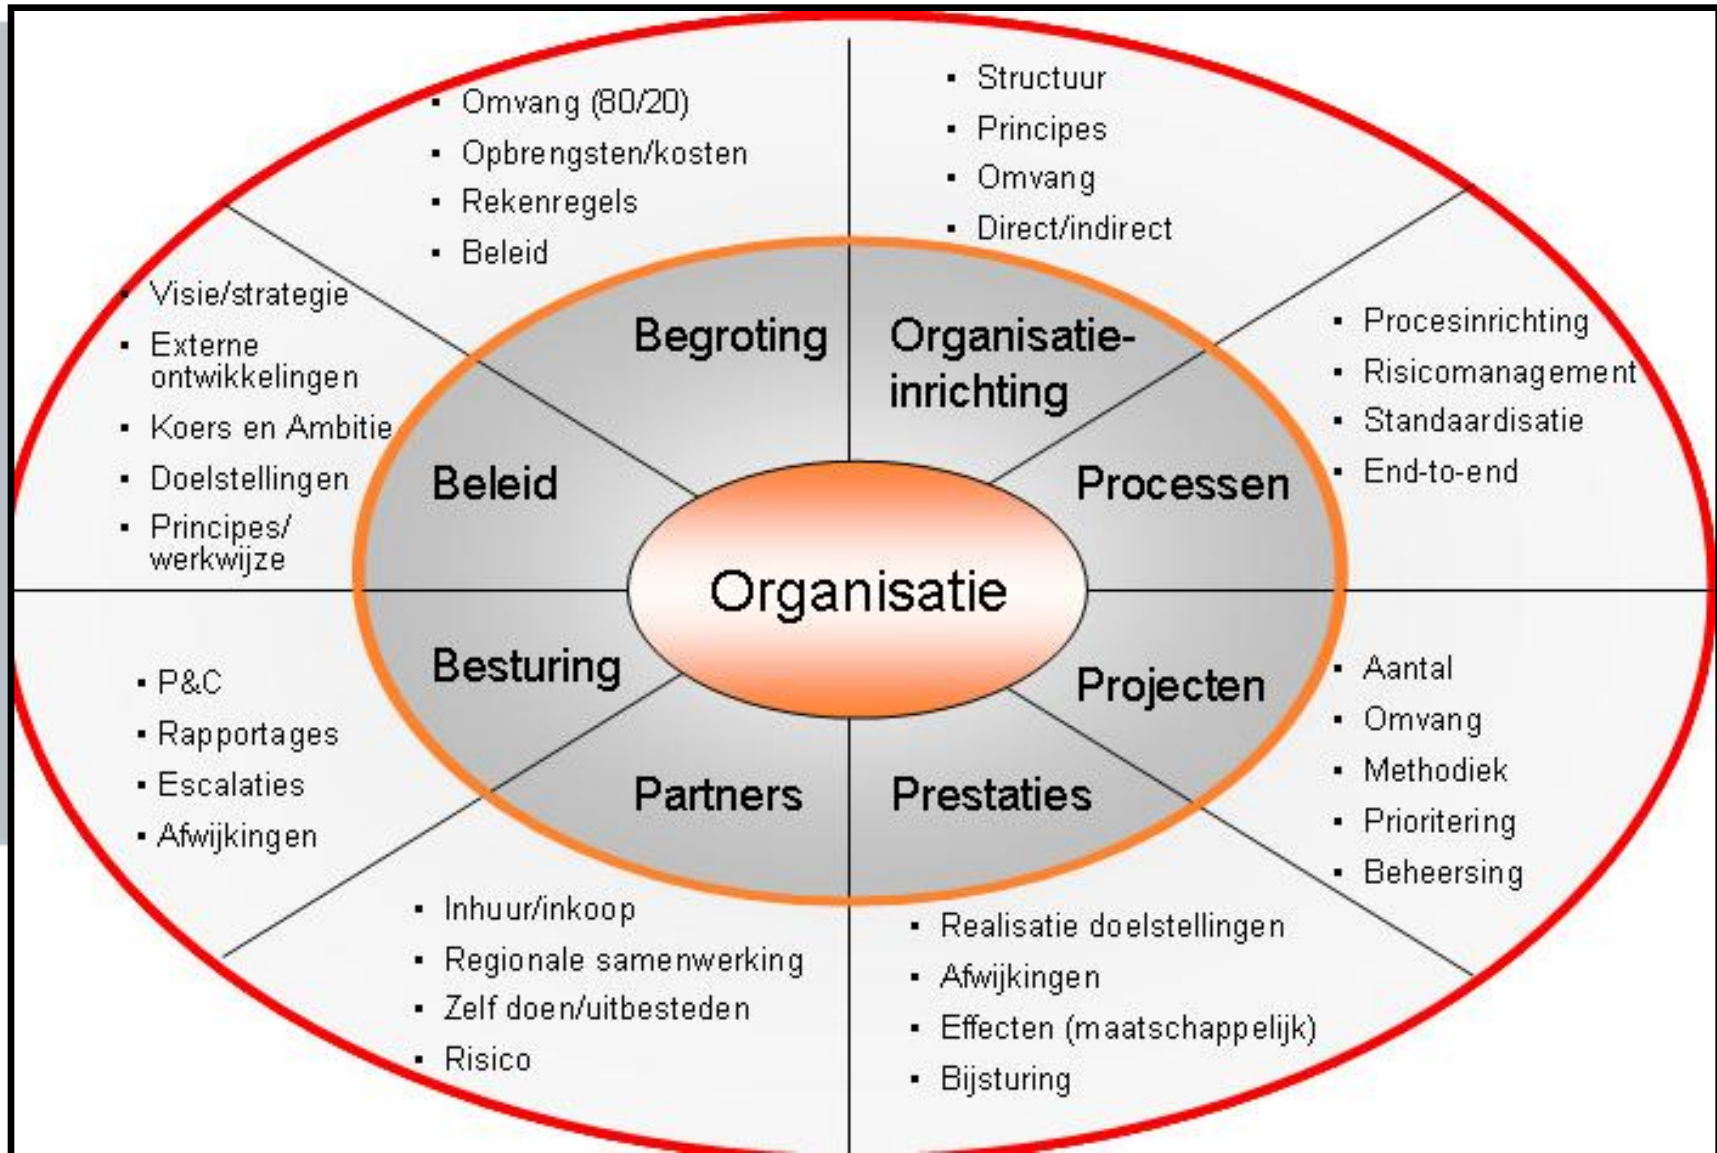 ▪ Omvang (80/20)
▪ Opbrengsten/kosten
▪ Rekenregels
▪ Beleid
▪ Structuur
▪ Principes
▪ Omvang
▪ Direct/indirect
▪ Visie/strategie
▪ Externe
ontwikkelingen
▪ Koers en Ambitie
▪ Doelstellingen
▪ Principes/
werkwijze
Begroting
Organisatie-
inrichting
▪ Procesinrichting
▪ Risicomanagement
▪ Standaardisatie
▪ End-to-end
Beleid
Processen
Organisatie
Besturing
Projecten
Partners
Prestaties
▪ P&C
▪ Rapportages
▪ Escalaties
▪ Afwijkingen
▪ Aantal
▪ Omvang
▪ Methodiek
▪ Prioritering
▪ Beheersing
▪ Inhuur/inkoop
▪ Regionale samenwerking
▪ Zelf doen/uitbesteden
▪ Risico
▪ Realisatie doelstellingen
▪ Afwijkingen
▪ Effecten (maatschappelijk)
▪ Bijsturing